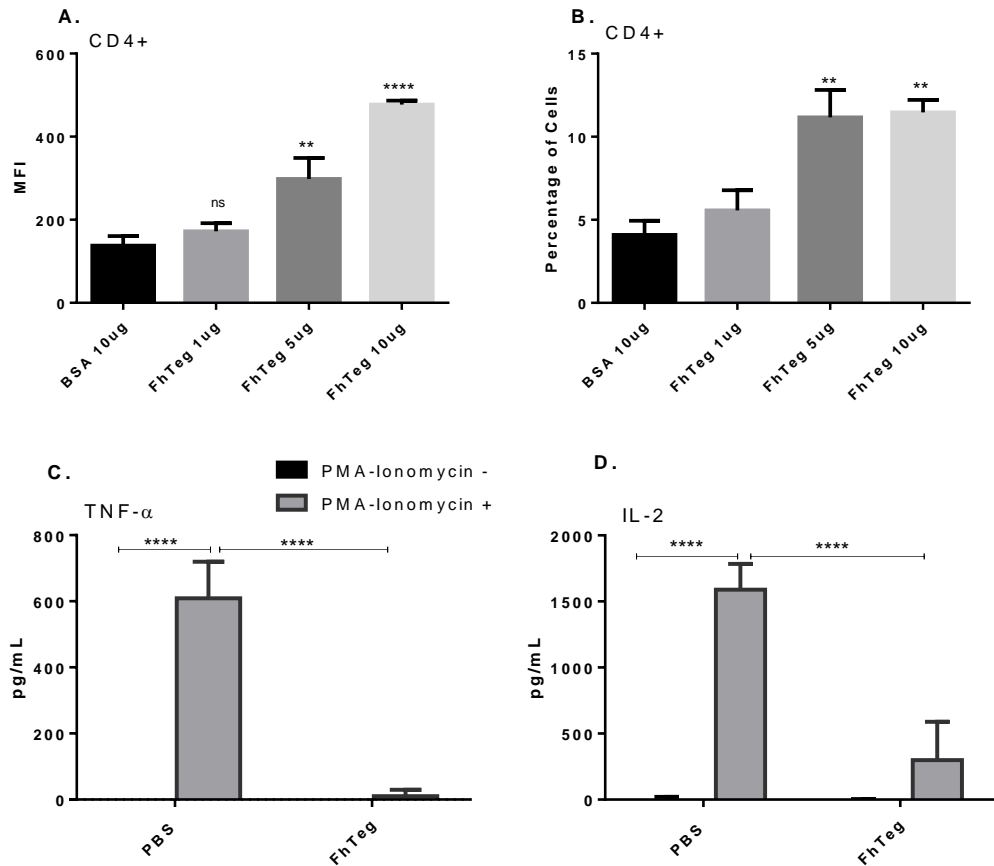 A.
CD4+
MFI
600
400
200
0
ns
**
****
BSA 10ug
FhTeg 1ug
FhTeg 5ug
FhTeg 10ug
B.
CD4+
Percentage of Cells
15
10
5
0
**
**
BSA 10ug
FhTeg 1ug
FhTeg 5ug
FhTeg 10ug
C.
PMA-Ionomycin -
PMA-Ionomycin +
TNF-α
pg/mL
800
600
400
200
0
****
****
PBS
FhTeg
D.
IL-2
pg/mL
2000
1500
1000
500
0
****
****
PBS
FhTeg